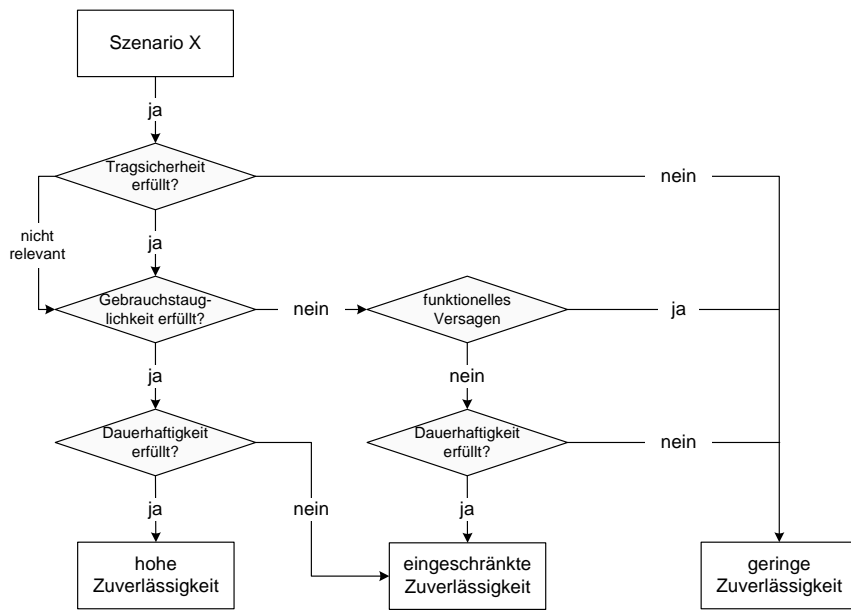 Szenario X
ja
Tragsicherheit
erfüllt?
nein
nicht
relevant
ja
Gebrauchstaug-
lichkeit erfüllt?
nein
funktionelles
Versagen
ja
ja
nein
Dauerhaftigkeit
erfüllt?
Dauerhaftigkeit
erfüllt?
nein
ja
nein
ja
hohe
Zuverlässigkeit
eingeschränkte
Zuverlässigkeit
geringe
Zuverlässigkeit